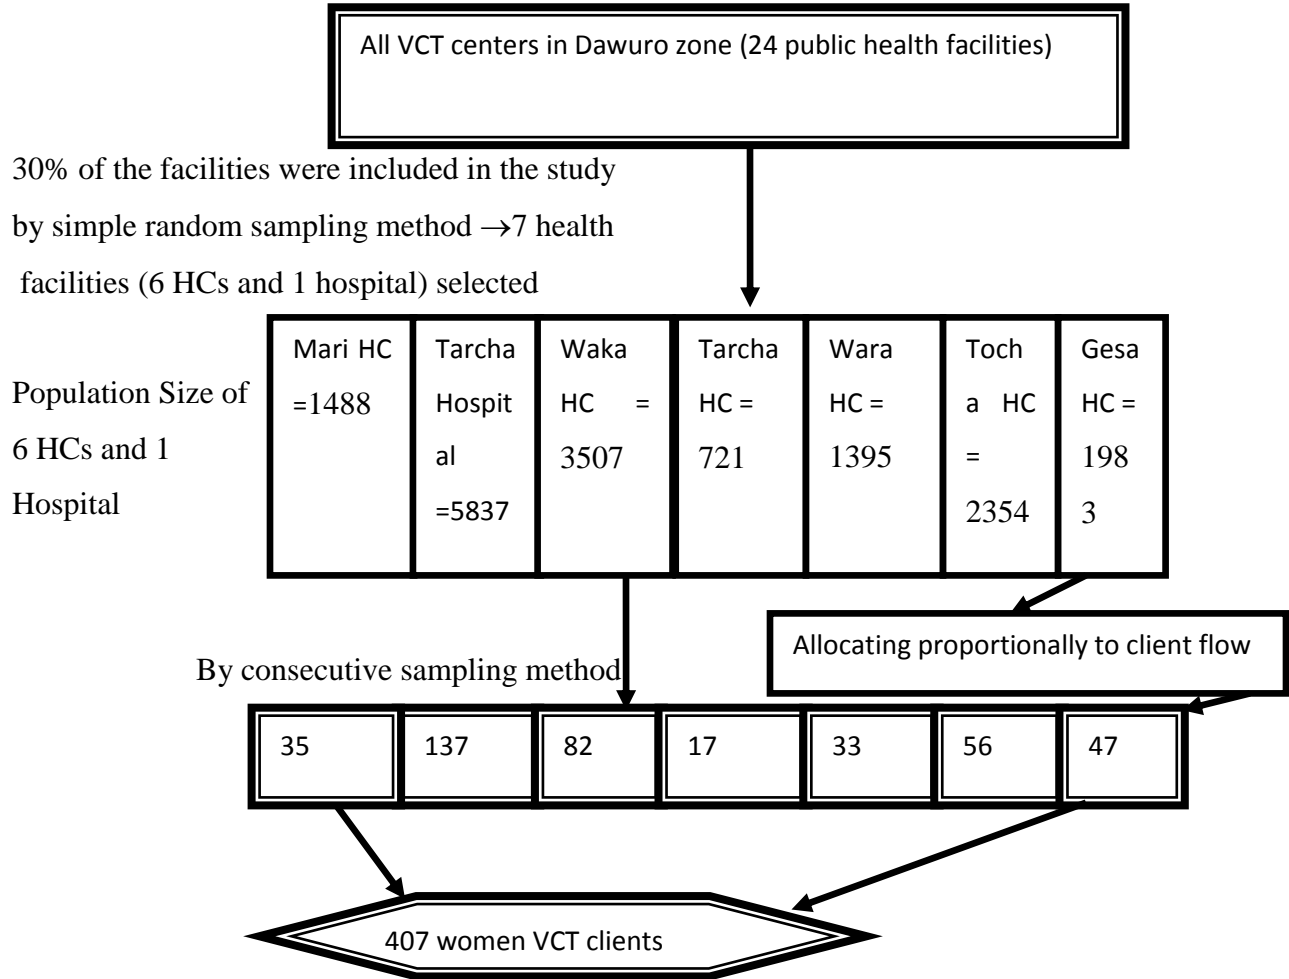 All VCT centers in Dawuro zone (24 public health facilities)
30% of the facilities were included in the study
by simple random sampling method →7 health
facilities (6 HCs and 1 hospital) selected
Population Size of
6 HCs and 1
Hospital
Mari HC
=1488
Tarcha
Hospit
al
=5837
Waka
HC =
3507
Tarcha
HC =
721
Wara
HC =
1395
Toch
a HC
=
2354
Gesa
HC =
198
3
Allocating proportionally to client flow
By consecutive sampling method
35
137
82
17
33
56
47
407 women VCT clients